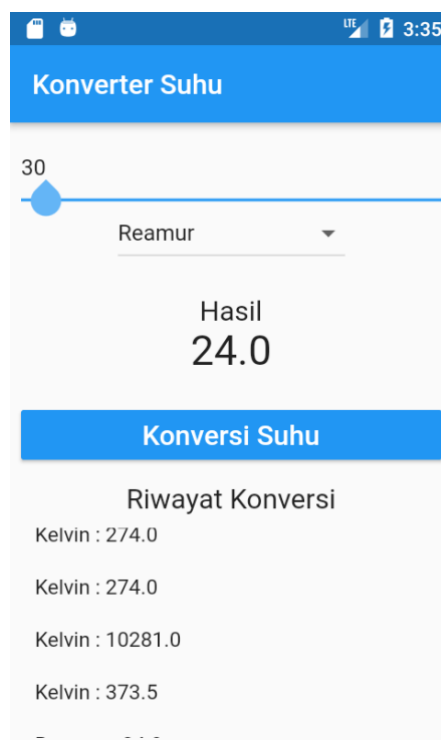 LTE 3:35
Konverter Suhu
30
Reamur
Hasil
24.0
Konversi Suhu
Riwayat Konversi
Kelvin : 274.0
Kelvin : 274.0
Kelvin : 10281.0
Kelvin : 373.5